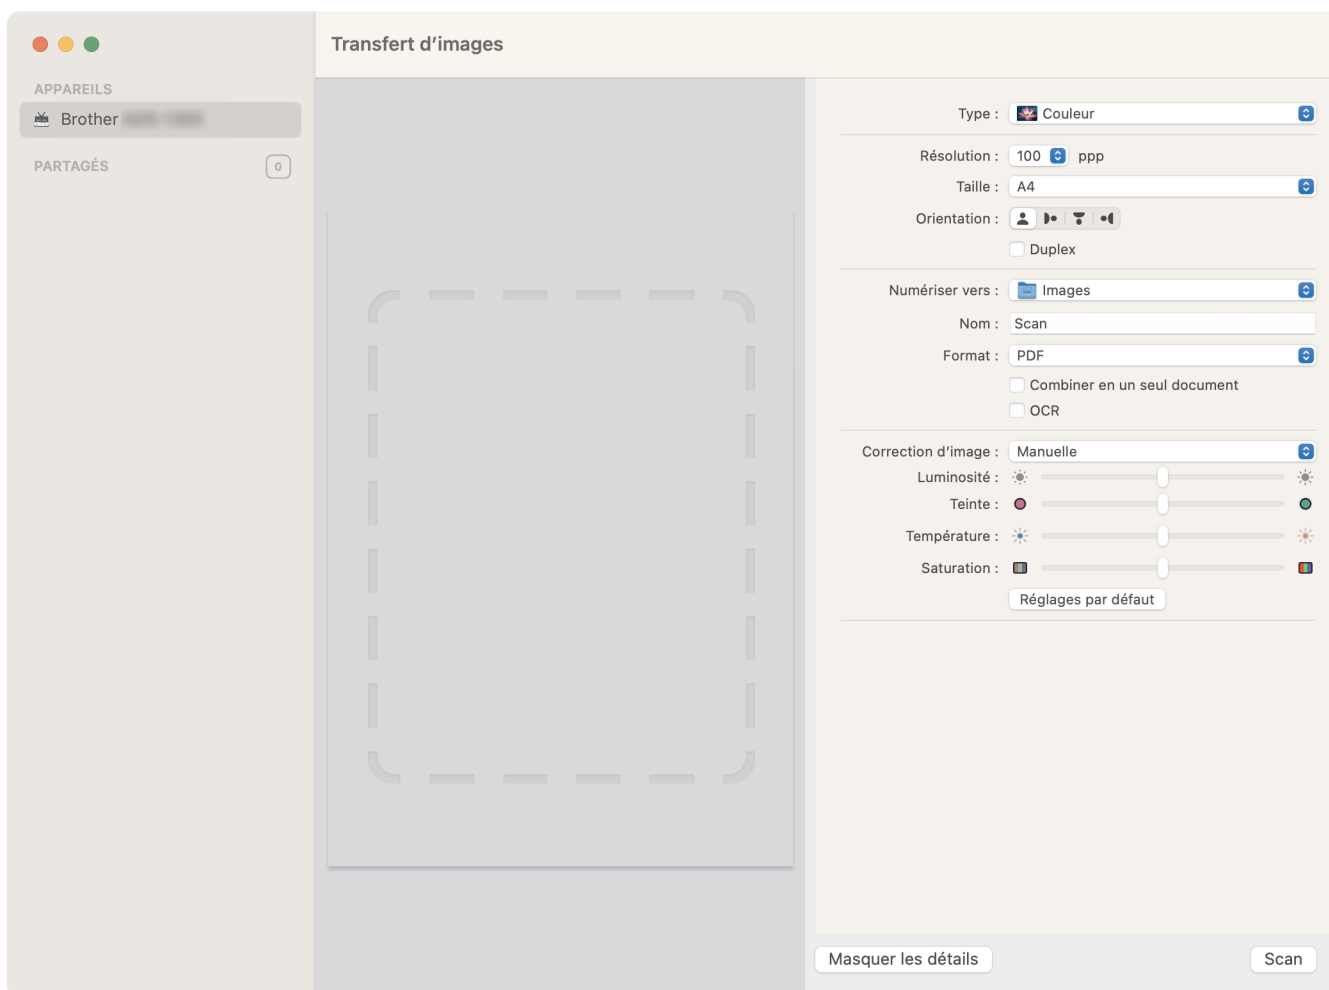 Transfert d’images
APPAREILS
Brother
PARTAGÉS
0
Type : Couleur
Résolution : 100 ppp
Taille : A4
Orientation :
Duplex
Numériser vers : Images
Nom : Scan
Format : PDF
Combiner en un seul document
OCR
Correction d’image : Manuelle
Luminosité :
Teinte :
Température :
Saturation :
Réglages par défaut
Masquer les détails
Scan